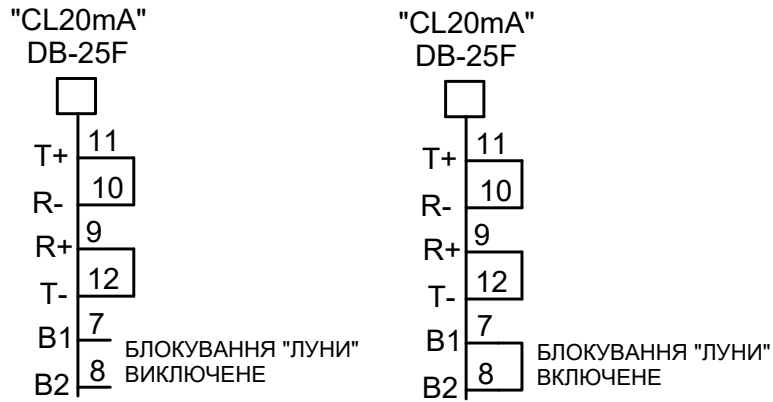 "CL20mA"
DB-25F
T+ 11
R- 10
R+ 9
T- 12
B1 7
B2 8
БЛОКУВАННЯ "ЛУНИ"
ВИКЛЮЧЕНЕ
"CL20mA"
DB-25F
T+ 11
R- 10
R+ 9
T- 12
B1 7
B2 8
БЛОКУВАННЯ "ЛУНИ"
ВКЛЮЧЕНЕ